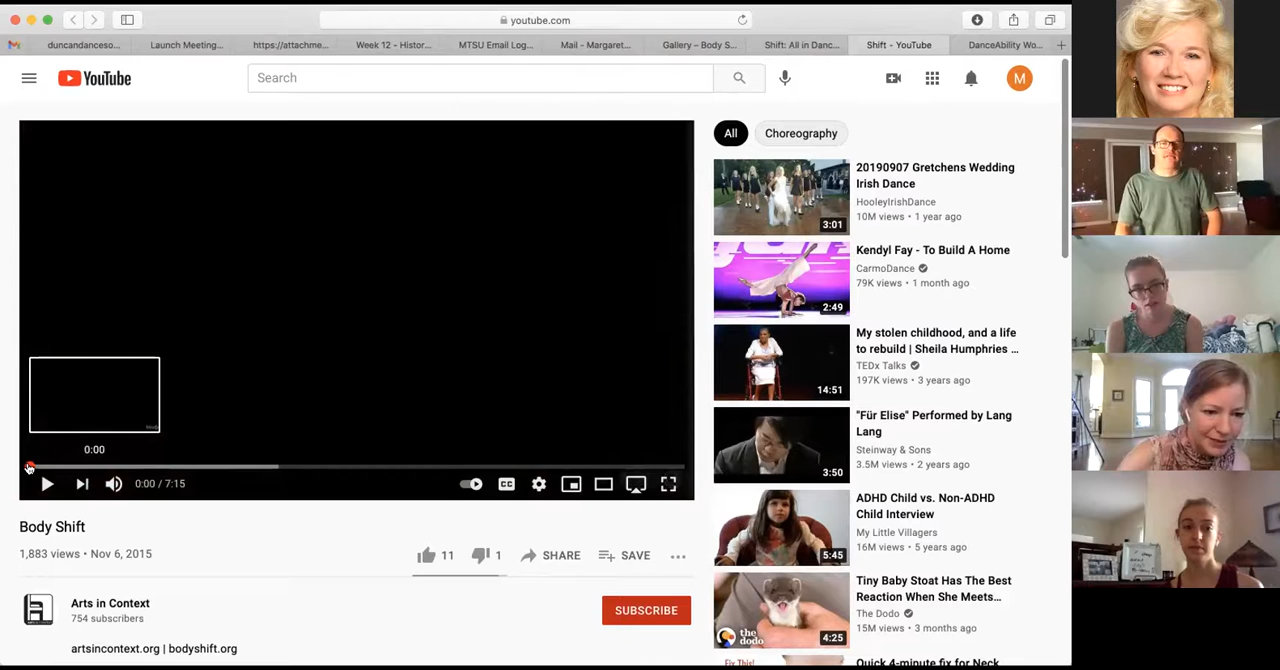 youtube.com
duncandanceso...
Launch Meeting...
https://attachme...
Week 12 – Histor...
MTSU Email Log...
Mail - Margaret...
Gallery – Body S...
Shift: All in Danc...
Shift - YouTube
DanceAbility Wo...
YouTube
Search
M
All
Choreography
20190907 Gretchens Wedding
Irish Dance
HooleyIrishDance
10M views • 1 year ago
3:01
Kendyl Fay - To Build A Home
CarmoDance
79K views • 1 month ago
2:49
My stolen childhood, and a life
to rebuild | Sheila Humphries ...
TEDx Talks
197K views • 3 years ago
14:51
"Für Elise" Performed by Lang
Lang
Steinway & Sons
3.5M views • 2 years ago
3:50
ADHD Child vs. Non-ADHD
Child Interview
My Little Villagers
16M views • 5 years ago
5:45
Tiny Baby Stoat Has The Best
Reaction When She Meets...
The Dodo
15M views • 3 months ago
the dodo
4:25
Fix This!
Quick 4-minute fix for Neck
0:00
0:00 / 7:15
CC
Body Shift
1,883 views • Nov 6, 2015
11
1
SHARE
SAVE
Arts in Context
754 subscribers
SUBSCRIBE
artsincontext.org | bodyshift.org